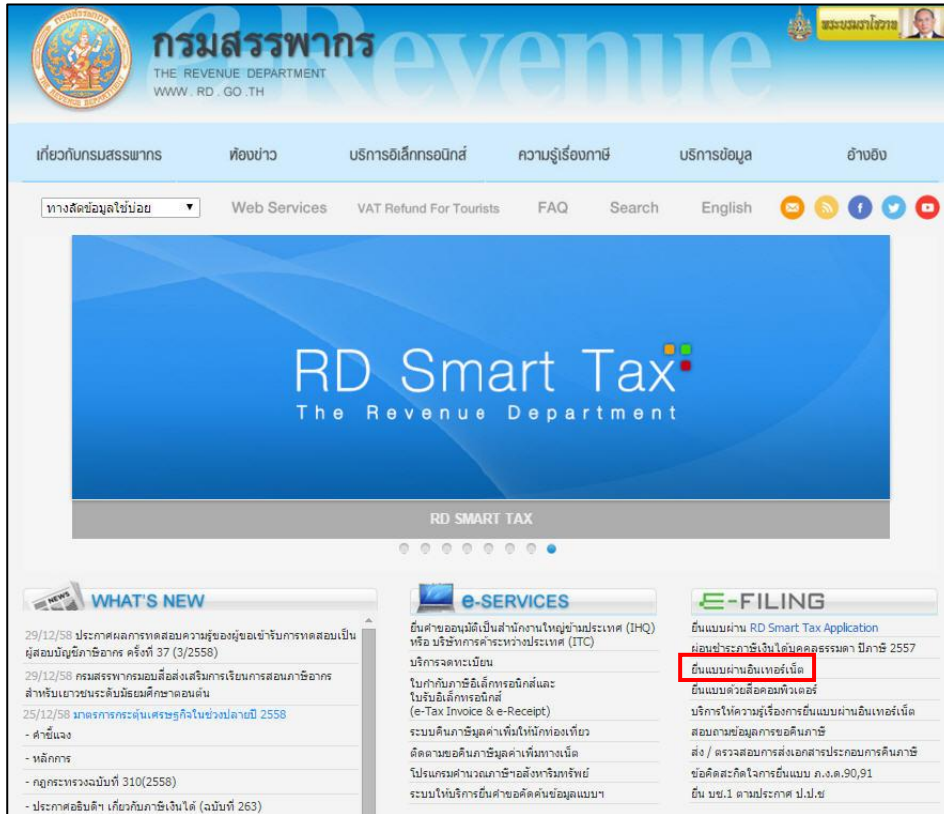 e-Revenue
กรมสรรพากร
THE REVENUE DEPARTMENT
WWW . RD . GO .TH
พระบรมราโชวาท
เกี่ยวกับกรมสรรพากร ห้องข่าว บริการอิเล็กทรอนิกส์ ความรู้เรื่องภาษี บริการข้อมูล อ้างอิง
ทางลัดข้อมูลใช้บ่อย Web Services VAT Refund For Tourists FAQ Search English
RD Smart Tax
The Revenue Department
RD SMART TAX
NEWS WHAT'S NEW
29/12/58 ประกาศผลการทดสอบความรู้ของผู้ขอเข้ารับการทดสอบเป็น
ผู้สอบบัญชีภาษีอากร ครั้งที่ 37 (3/2558)
29/12/58 กรมสรรพากรมอบสื่อส่งเสริมการเรียนการสอนภาษีอากร
สำหรับเยาวชนระดับมัธยมศึกษาตอนต้น
25/12/58 มาตรการกระตุ้นเศรษฐกิจในช่วงปลายปี 2558
- คำชี้แจง
- หลักการ
- กฎกระทรวงฉบับที่ 310(2558)
- ประกาศอธิบดีฯ เกี่ยวกับภาษีเงินได้ (ฉบับที่ 263)
e-SERVICES
ยื่นคำขออนุมัติเป็นสำนักงานใหญ่ข้ามประเทศ (IHQ)
หรือ บริษัทการค้าระหว่างประเทศ (ITC)
บริการจดทะเบียน
ใบกำกับภาษีอิเล็กทรอนิกส์และ
ใบรับอิเล็กทรอนิกส์
(e-Tax Invoice & e-Receipt)
ระบบคืนภาษีมูลค่าเพิ่มให้นักท่องเที่ยว
ติดตามขอคืนภาษีมูลค่าเพิ่มทางเน็ต
โปรแกรมคำนวณภาษีฯอสังหาริมทรัพย์
ระบบให้บริการยื่นคำขอคัดค้นข้อมูลแบบฯ
E-FILING
ยื่นแบบผ่าน RD Smart Tax Application
ผ่อนชำระภาษีเงินได้บุคคลธรรมดา ปีภาษี 2557
ยื่นแบบผ่านอินเทอร์เน็ต
ยื่นแบบด้วยสื่อคอมพิวเตอร์
บริการให้ความรู้เรื่องการยื่นแบบผ่านอินเทอร์เน็ต
สอบถามข้อมูลการขอคืนภาษี
ส่ง / ตรวจสอบการส่งเอกสารประกอบการคืนภาษี
ข้อคิดสะกิดใจการยื่นแบบ ภ.ง.ด.90,91
ยื่น บช.1 ตามประกาศ ป.ป.ช